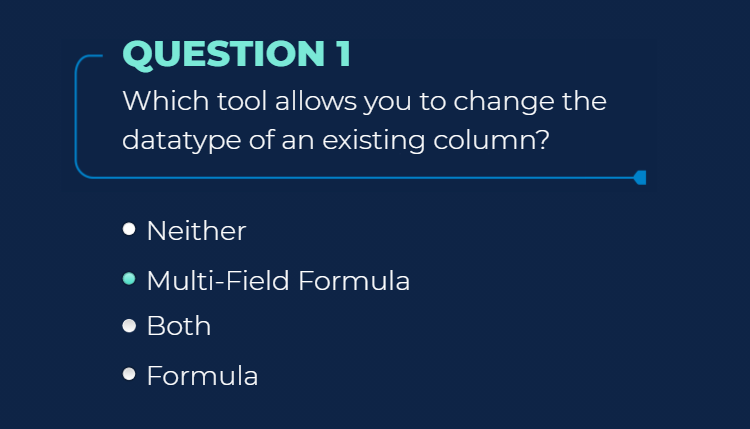 QUESTION 1
Which tool allows you to change the
datatype of an existing column?
Neither
Multi-Field Formula
Both
Formula